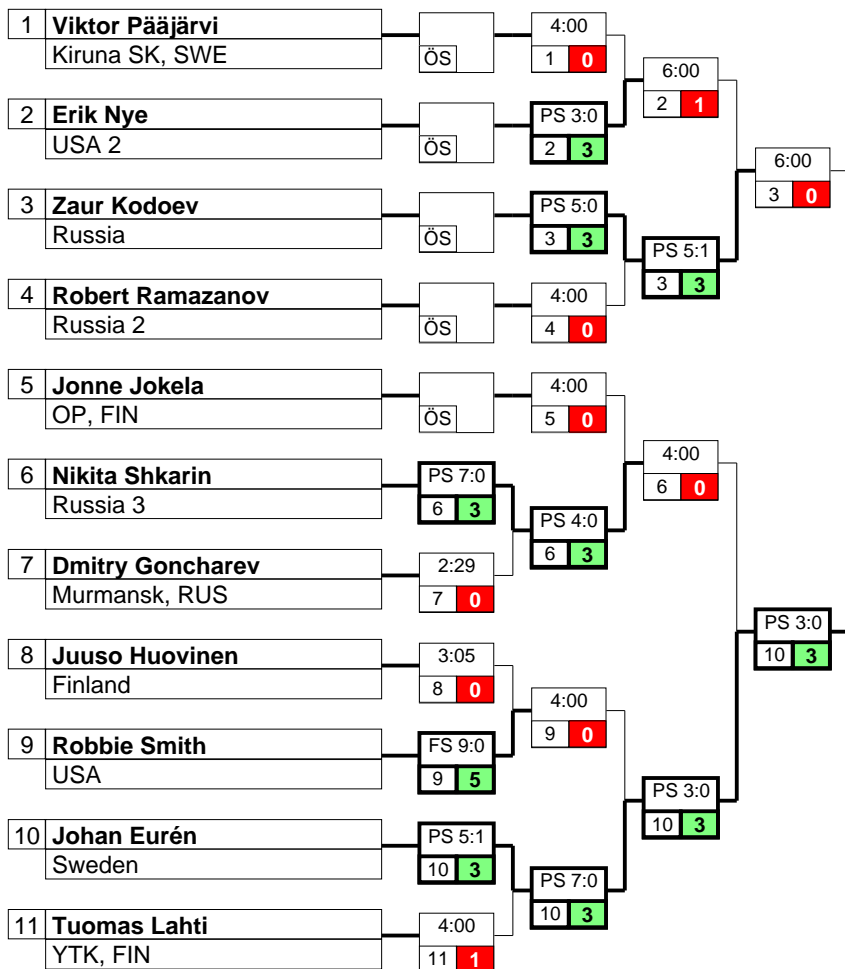 1 Viktor Pääjärvi
Kiruna SK, SWE
ÖS
4:00
1 0
6:00
2 1
2 Erik Nye
USA 2
ÖS
PS 3:0
2 3
6:00
3 0
3 Zaur Kodoev
Russia
ÖS
PS 5:0
3 3
PS 5:1
3 3
4 Robert Ramazanov
Russia 2
ÖS
4:00
4 0
5 Jonne Jokela
OP, FIN
ÖS
4:00
5 0
4:00
6 0
6 Nikita Shkarin
Russia 3
PS 7:0
6 3
PS 4:0
6 3
7 Dmitry Goncharev
Murmansk, RUS
2:29
7 0
PS 3:0
10 3
8 Juuso Huovinen
Finland
3:05
8 0
4:00
9 0
9 Robbie Smith
USA
FS 9:0
9 5
PS 3:0
10 3
10 Johan Eurén
Sweden
PS 5:1
10 3
PS 7:0
10 3
11 Tuomas Lahti
YTK, FIN
4:00
11 1